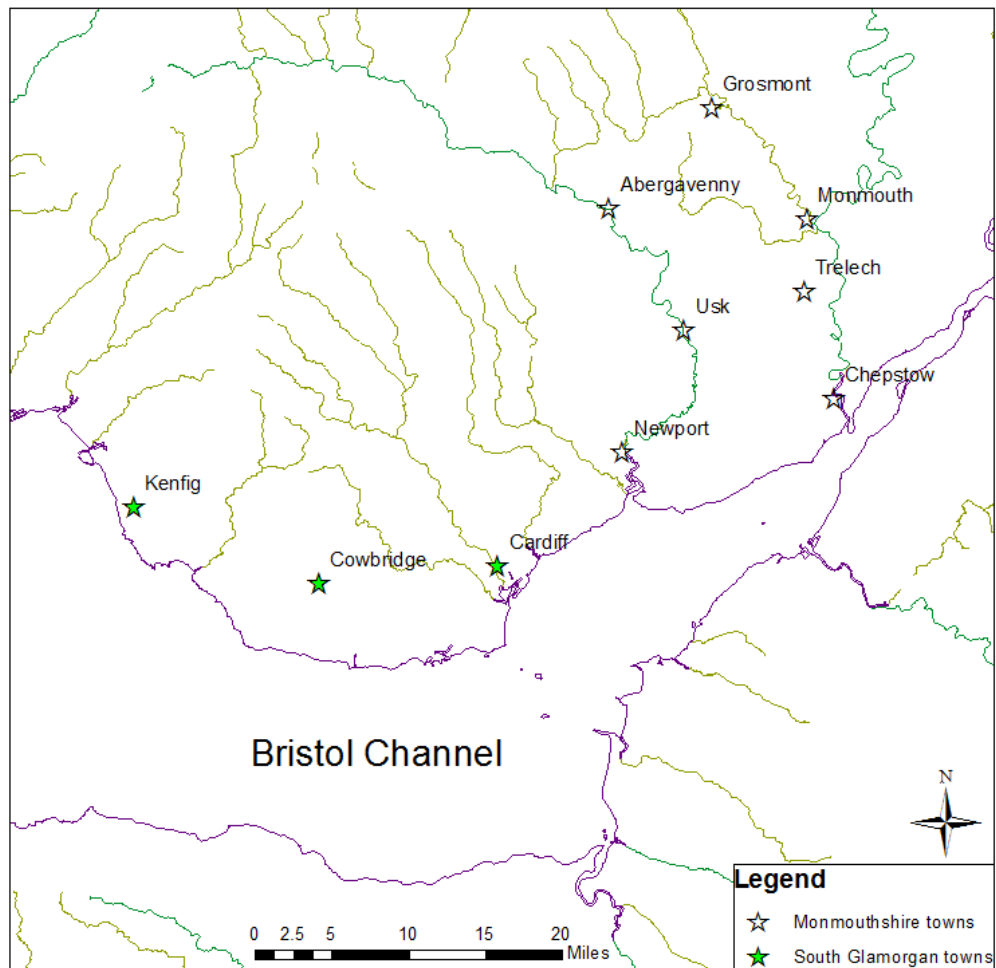 Grosmont
Abergavenny
Monmouth
Trelech
Usk
Chepstow
Newport
Kenfig
Cardiff
Cowbridge
Bristol Channel
N
Legend
Monmouthshire towns
South Glamorgan towns
0 2.5 5 10 15 20
Miles